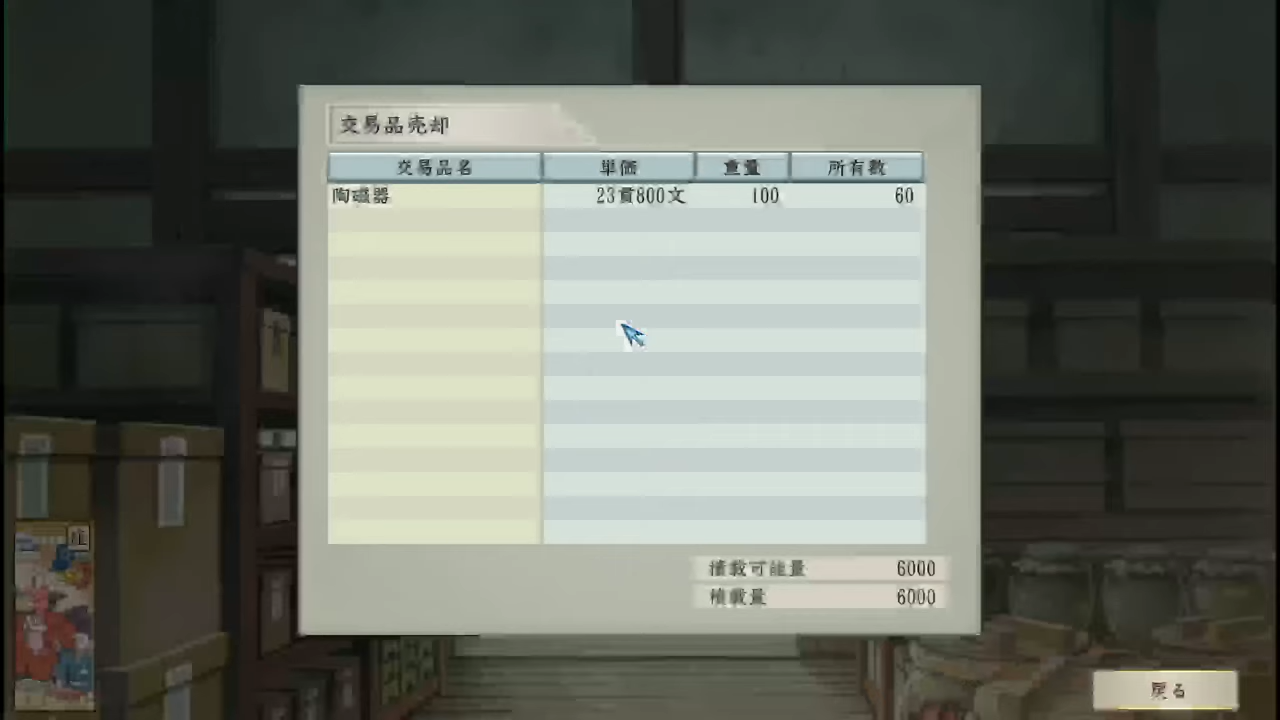 交易品売却
交易品名 単価 重量 所有数
陶磁器 23貫800文 100 60
積載可能量 6000
積載量 6000
戻る